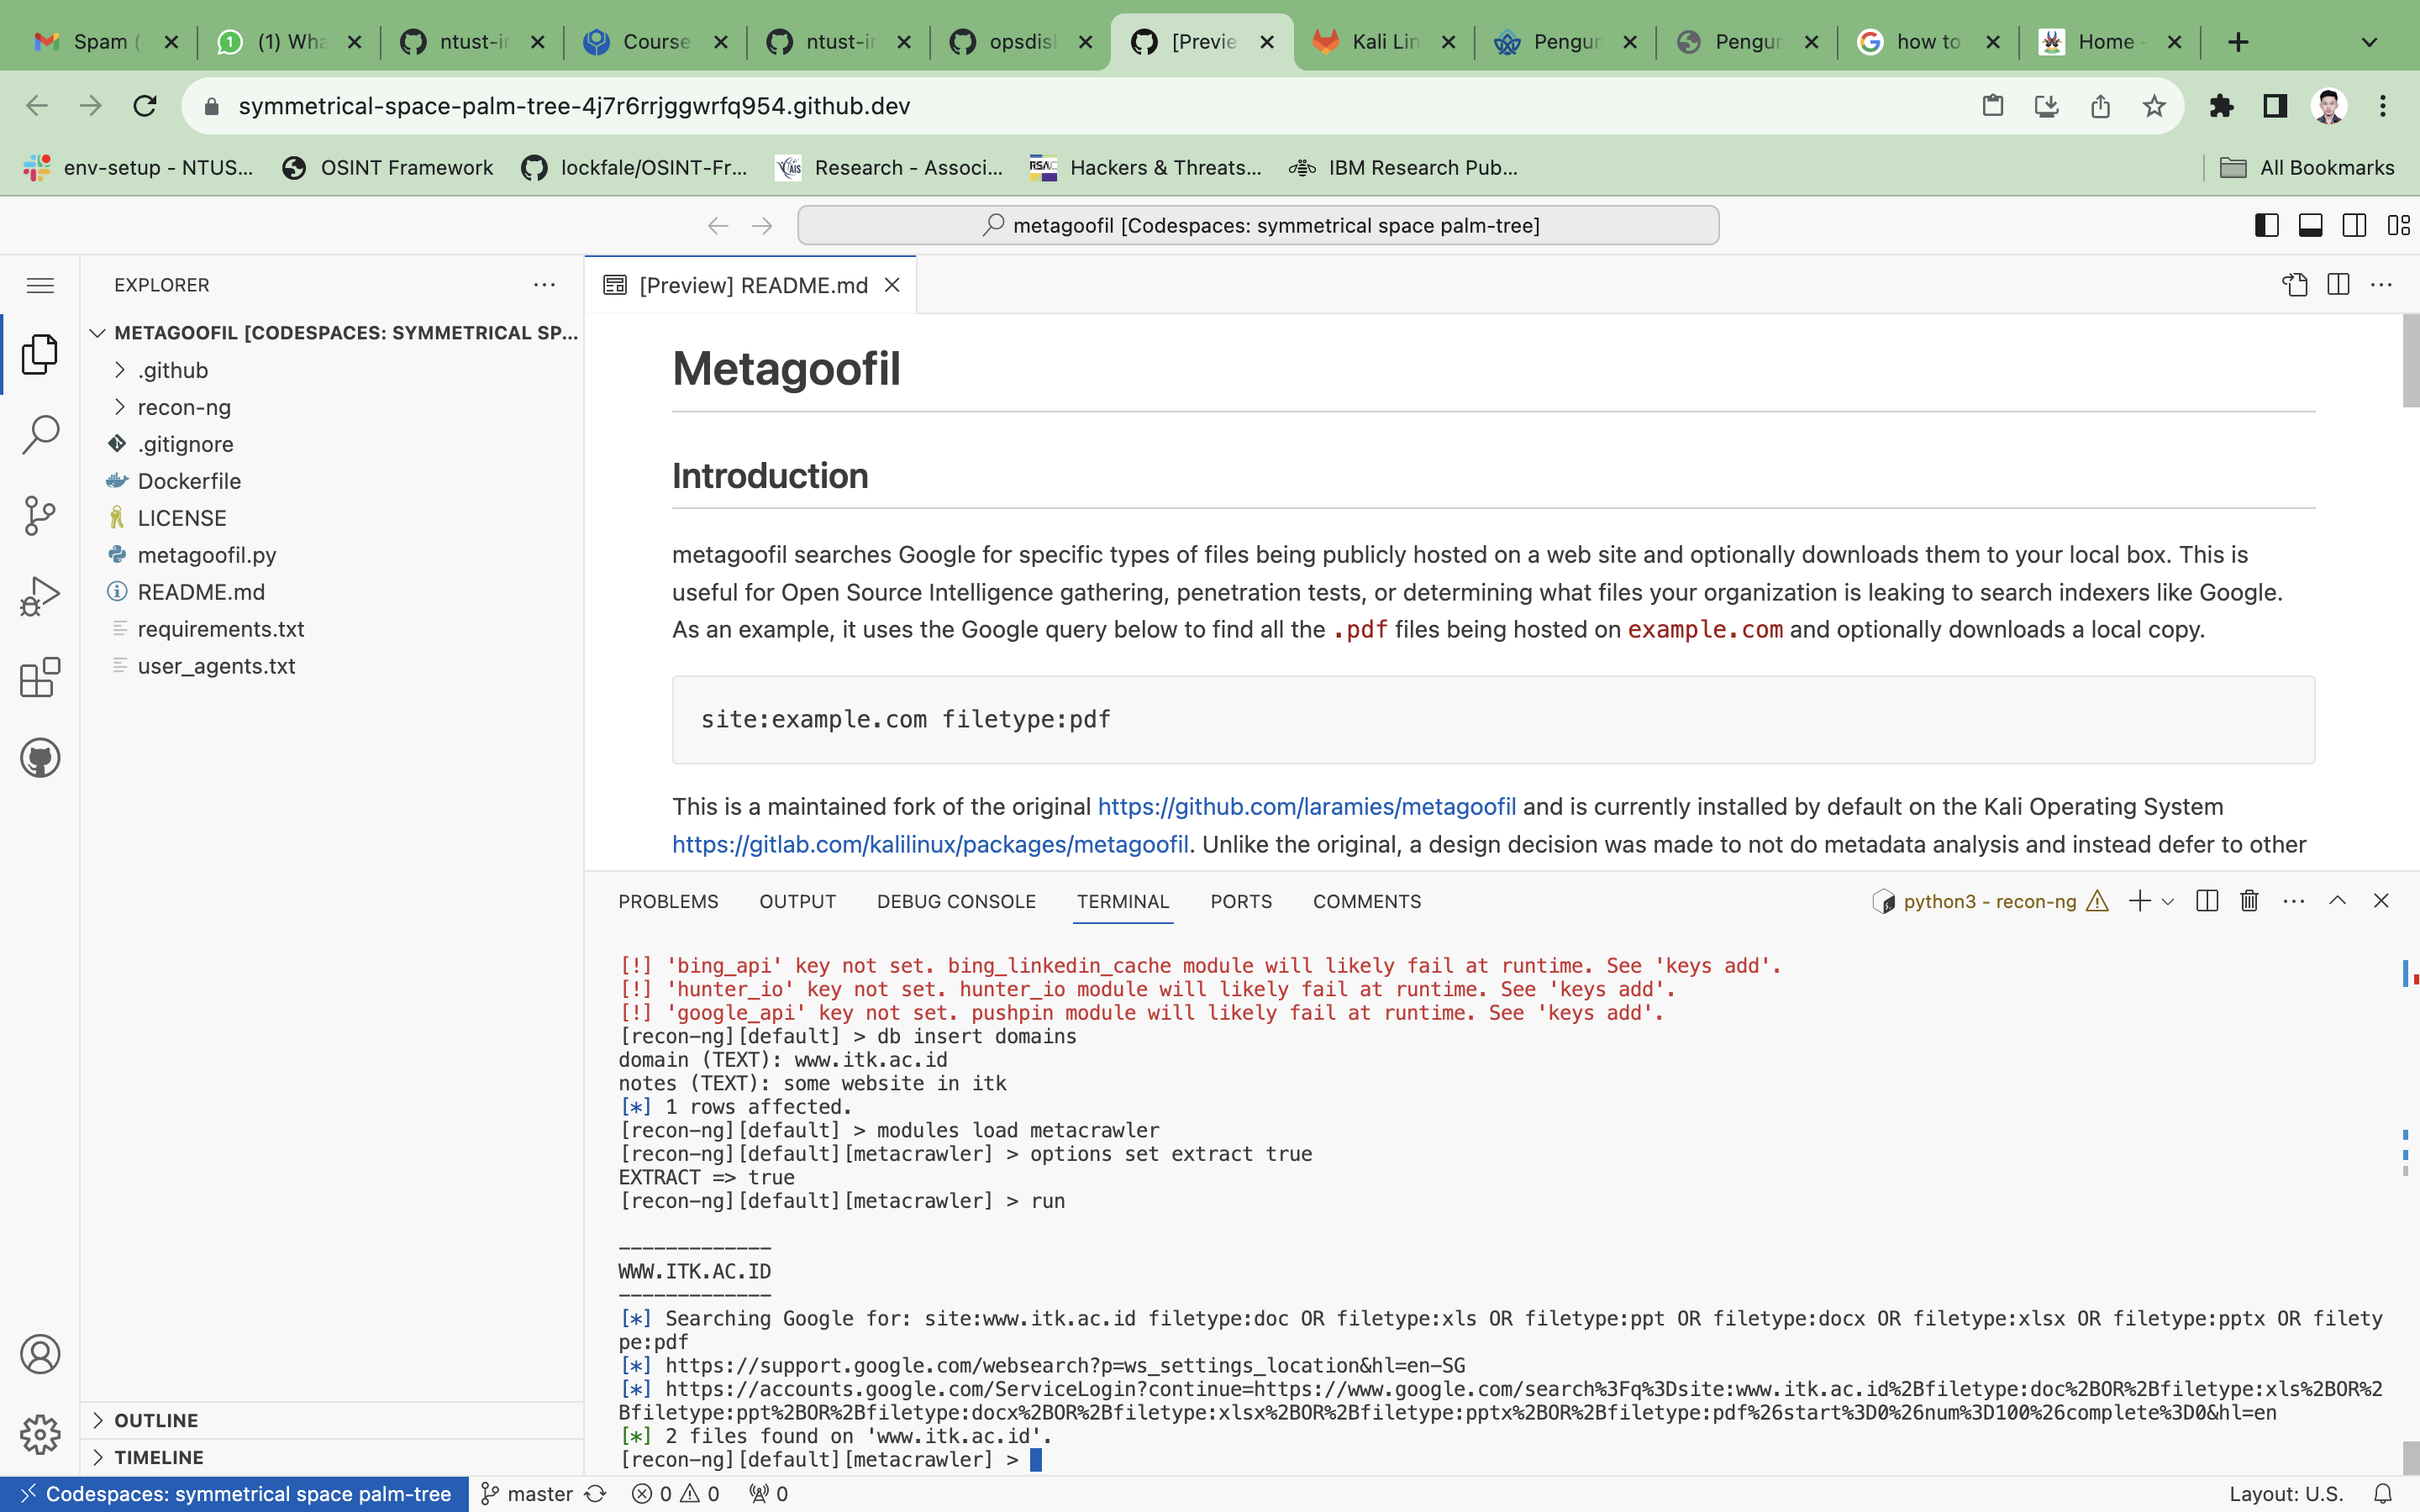 Spam (
(1) Wha
ntust-ir
Course
ntust-ir
opsdisk
[Previe
Kali Lin
Pengur
Pengur
how to
Home -
symmetrical-space-palm-tree-4j7r6rrjggwrfq954.github.dev
env-setup - NTUS...
OSINT Framework
lockfale/OSINT-Fr...
Research - Associ...
Hackers & Threats...
IBM Research Pub...
All Bookmarks
metagoofil [Codespaces: symmetrical space palm-tree]
EXPLORER
METAGOOFIL [CODESPACES: SYMMETRICAL SP...
.github
recon-ng
.gitignore
Dockerfile
LICENSE
metagoofil.py
README.md
requirements.txt
user_agents.txt
OUTLINE
TIMELINE
[Preview] README.md
Metagoofil
Introduction
metagoofil searches Google for specific types of files being publicly hosted on a web site and optionally downloads them to your local box. This is
useful for Open Source Intelligence gathering, penetration tests, or determining what files your organization is leaking to search indexers like Google.
As an example, it uses the Google query below to find all the .pdf files being hosted on example.com and optionally downloads a local copy.
site:example.com filetype:pdf
This is a maintained fork of the original https://github.com/laramies/metagoofil and is currently installed by default on the Kali Operating System
https://gitlab.com/kalilinux/packages/metagoofil. Unlike the original, a design decision was made to not do metadata analysis and instead defer to other
PROBLEMS
OUTPUT
DEBUG CONSOLE
TERMINAL
PORTS
COMMENTS
python3 - recon-ng
[!] 'bing_api' key not set. bing_linkedin_cache module will likely fail at runtime. See 'keys add'.
[!] 'hunter_io' key not set. hunter_io module will likely fail at runtime. See 'keys add'.
[!] 'google_api' key not set. pushpin module will likely fail at runtime. See 'keys add'.
[recon-ng][default] > db insert domains
domain (TEXT): www.itk.ac.id
notes (TEXT): some website in itk
[*] 1 rows affected.
[recon-ng][default] > modules load metacrawler
[recon-ng][default][metacrawler] > options set extract true
EXTRACT => true
[recon-ng][default][metacrawler] > run
-------------
WWW.ITK.AC.ID
-------------
[*] Searching Google for: site:www.itk.ac.id filetype:doc OR filetype:xls OR filetype:ppt OR filetype:docx OR filetype:xlsx OR filetype:pptx OR filety
pe:pdf
[*] https://support.google.com/websearch?p=ws_settings_location&hl=en-SG
[*] https://accounts.google.com/ServiceLogin?continue=https://www.google.com/search%3Fq%3Dsite:www.itk.ac.id%2Bfiletype:doc%2BOR%2Bfiletype:xls%2BOR%2
Bfiletype:ppt%2BOR%2Bfiletype:docx%2BOR%2Bfiletype:xlsx%2BOR%2Bfiletype:pptx%2BOR%2Bfiletype:pdf%26start%3D0%26num%3D100%26complete%3D0&hl=en
[*] 2 files found on 'www.itk.ac.id'.
[recon-ng][default][metacrawler] >
Codespaces: symmetrical space palm-tree
master
0
0
0
Layout: U.S.